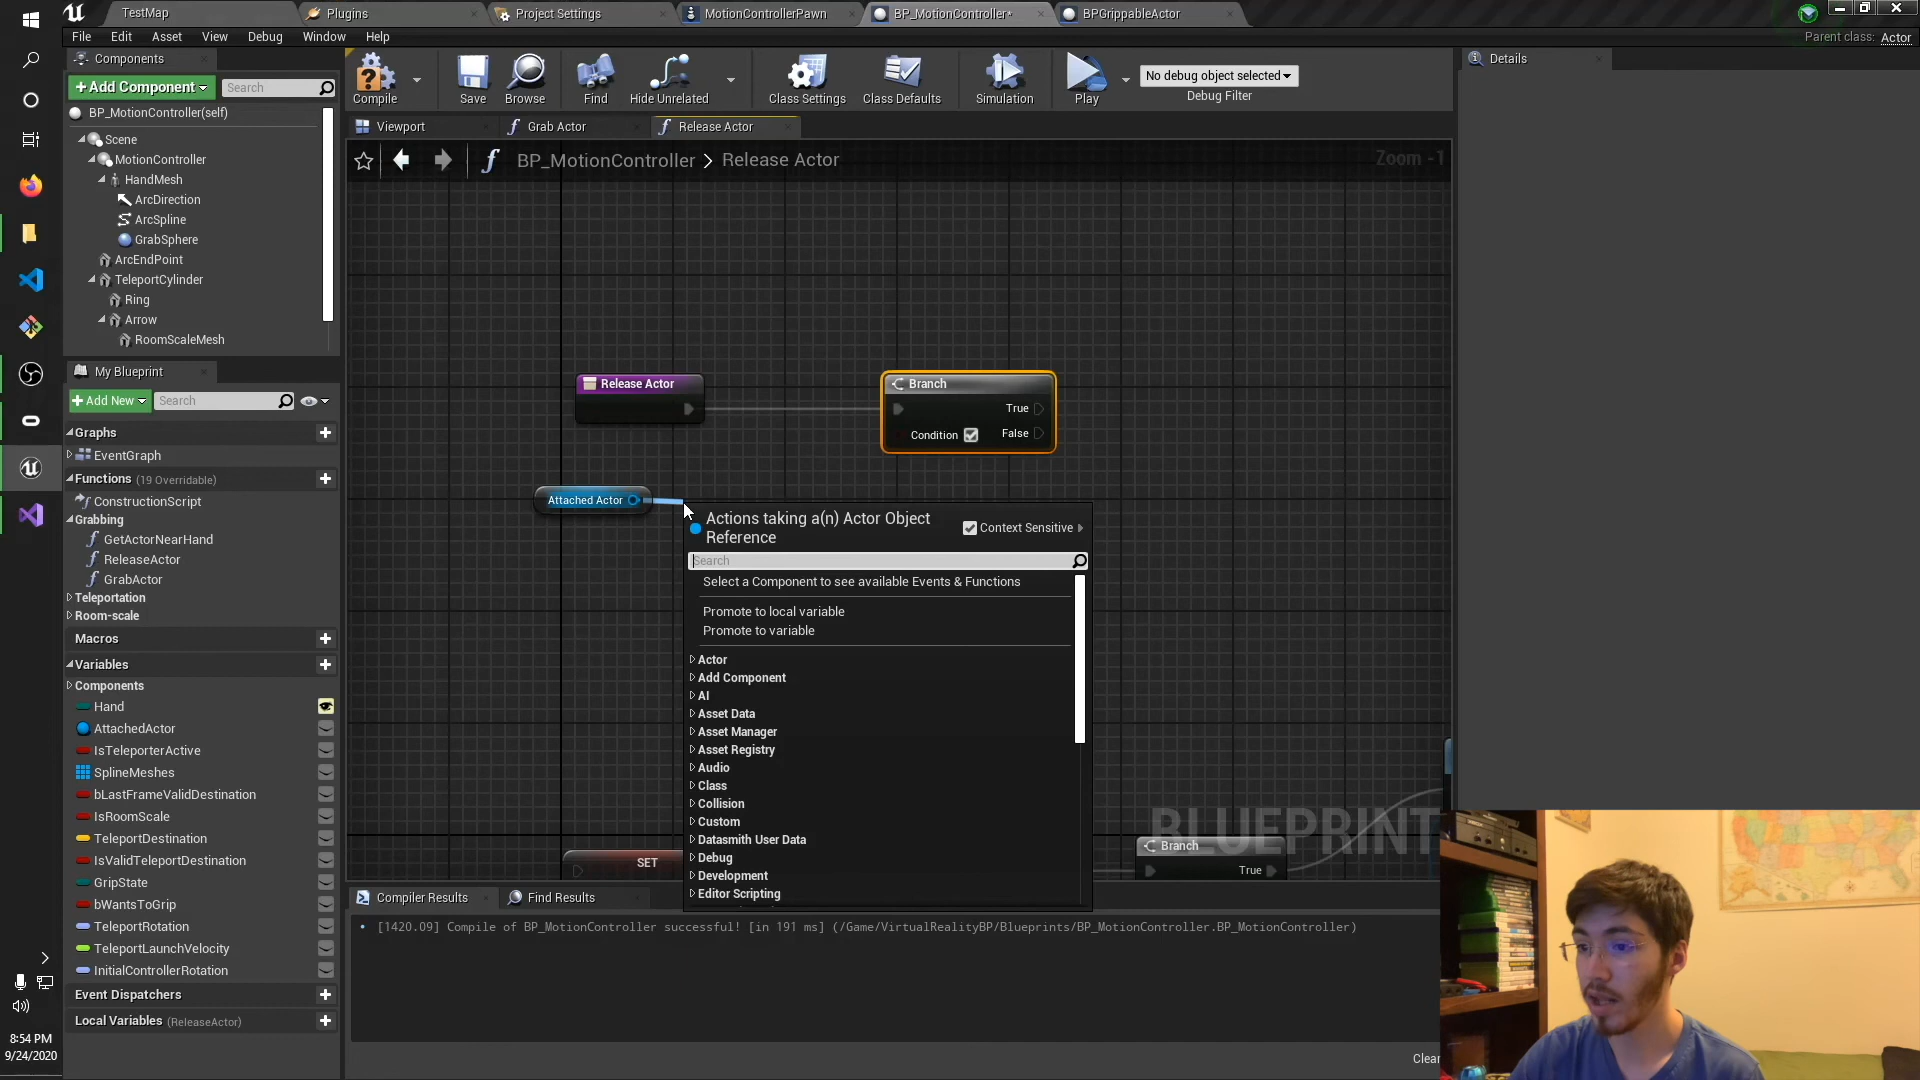 TestMap
Plugins
Project Settings
MotionControllerPawn
BP_MotionController*
BPGrippableActor
File Edit Asset View Debug Window Help
Parent class: Actor
Components
+Add Component
Search
BP_MotionController(self)
Scene
MotionController
HandMesh
ArcDirection
ArcSpline
GrabSphere
ArcEndPoint
TeleportCylinder
Ring
Arrow
RoomScaleMesh
Compile
Save
Browse
Find
Hide Unrelated
Class Settings
Class Defaults
Simulation
Play
No debug object selected
Debug Filter
Details
Viewport
Grab Actor
Release Actor
BP_MotionController > Release Actor
Zoom -1
My Blueprint
+Add New
Search
Graphs
EventGraph
Functions (19 Overridable)
ConstructionScript
Grabbing
GetActorNearHand
ReleaseActor
GrabActor
Teleportation
Room-scale
Macros
Variables
Components
Hand
AttachedActor
IsTeleporterActive
SplineMeshes
bLastFrameValidDestination
IsRoomScale
TeleportDestination
IsValidTeleportDestination
GripState
bWantsToGrip
TeleportRotation
TeleportLaunchVelocity
InitialControllerRotation
Event Dispatchers
Local Variables (ReleaseActor)
Release Actor
Branch
True
Condition
False
Attached Actor
Actions taking a(n) Actor Object
Reference
Context Sensitive
Search
Select a Component to see available Events & Functions
Promote to local variable
Promote to variable
Actor
Add Component
AI
Asset Data
Asset Manager
Asset Registry
Audio
Class
Collision
Custom
Datasmith User Data
Debug
Development
Editor Scripting
SET
BLUEPRINT
Branch
True
Compiler Results
Find Results
[1420.09] Compile of BP_MotionController successful! [in 191 ms] (/Game/VirtualRealityBP/Blueprints/BP_MotionController.BP_MotionController)
Clear
8:54 PM
9/24/2020